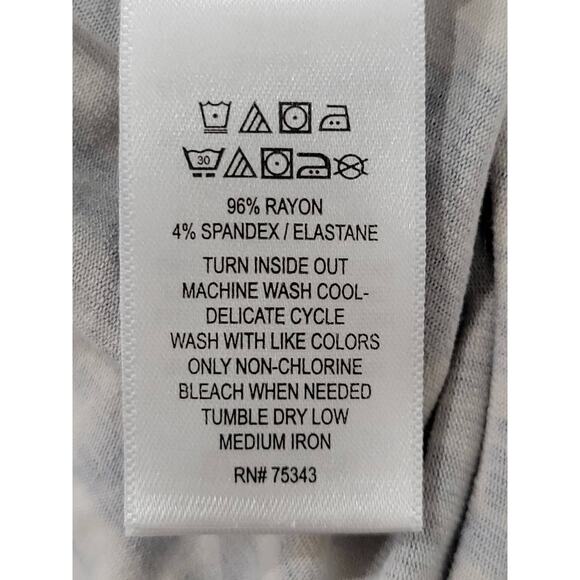 30
96% RAYON
4% SPANDEX / ELASTANE
TURN INSIDE OUT
MACHINE WASH COOL-
DELICATE CYCLE
WASH WITH LIKE COLORS
ONLY NON-CHLORINE
BLEACH WHEN NEEDED
TUMBLE DRY LOW
MEDIUM IRON
RN# 75343